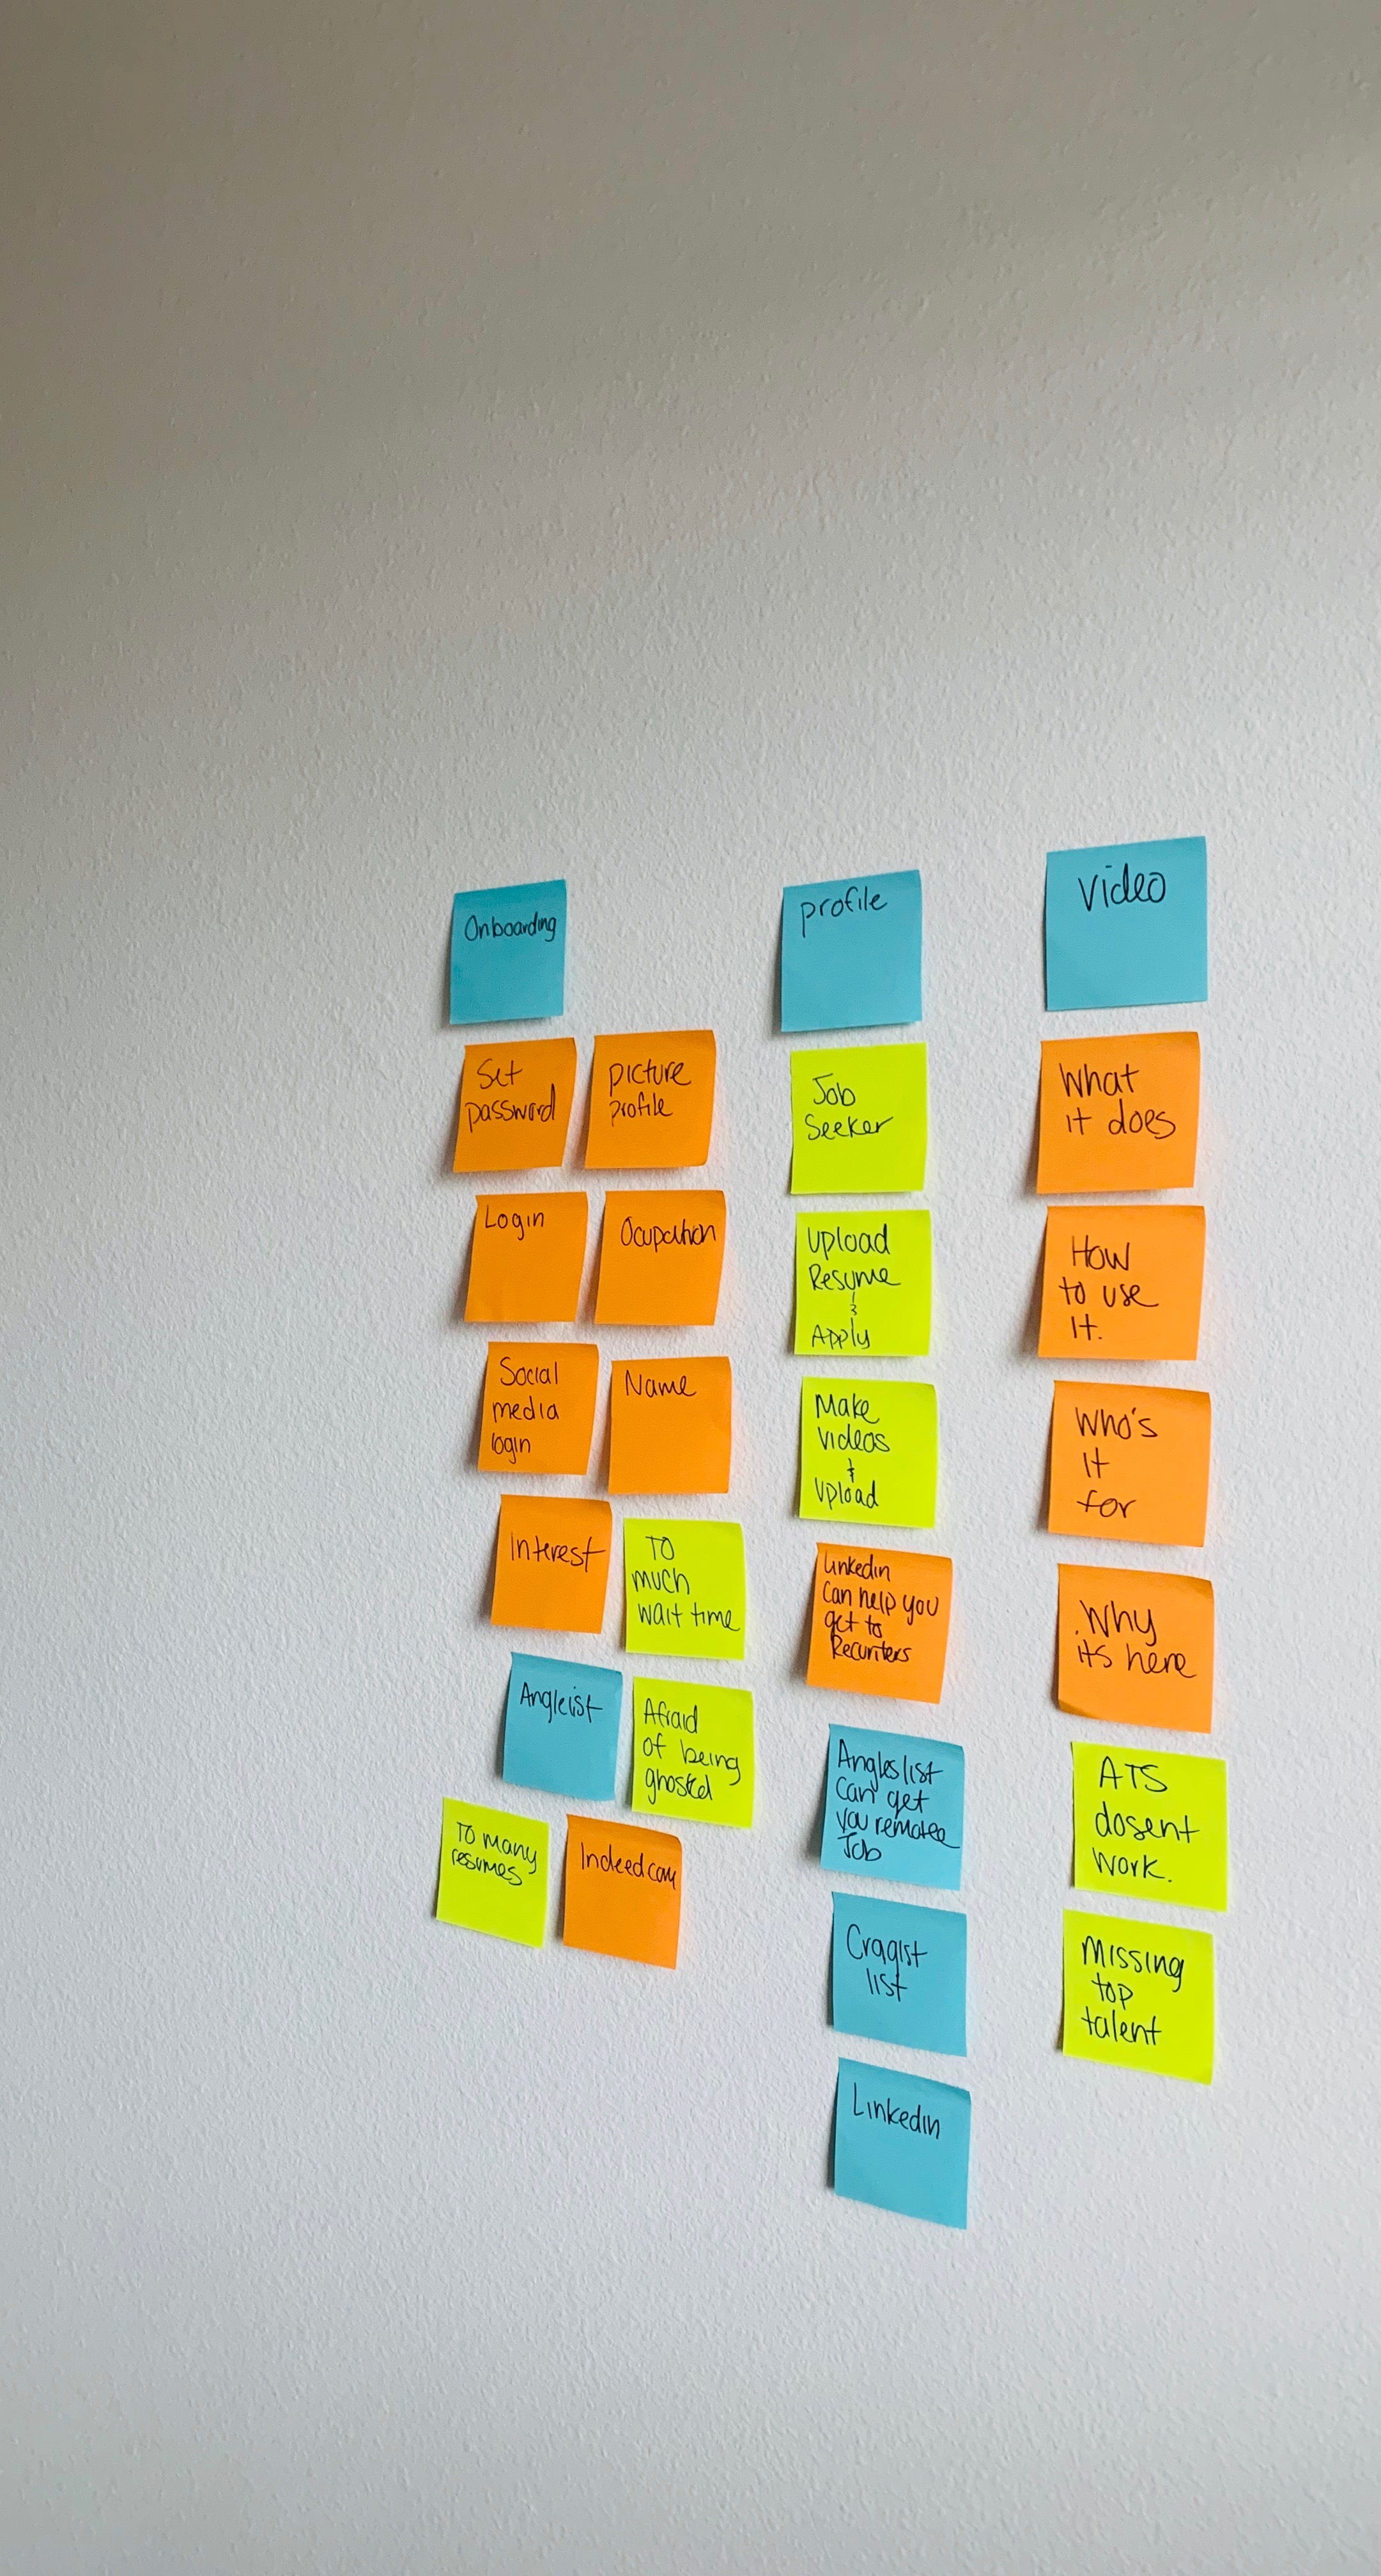 Onboarding
Set
password
picture
profile
Login
Ocupation
Social
media
login
Name
Interest
TO
much
wait time
Anglelist
Afraid
of being
ghosted
TO many
resumes
Indeed.com
profile
Job
Seeker
upload
Resume
&
Apply
Make
videos
&
upload
Linkedin
Can help you
get to
Recuriters
Angleslist
Can get
you remotee
Job
Cragist
list
Linkedin
Video
What
it does
How
to use
It.
Who's
It
for
Why
its here
ATS
dosent
work.
Missing
top
talent